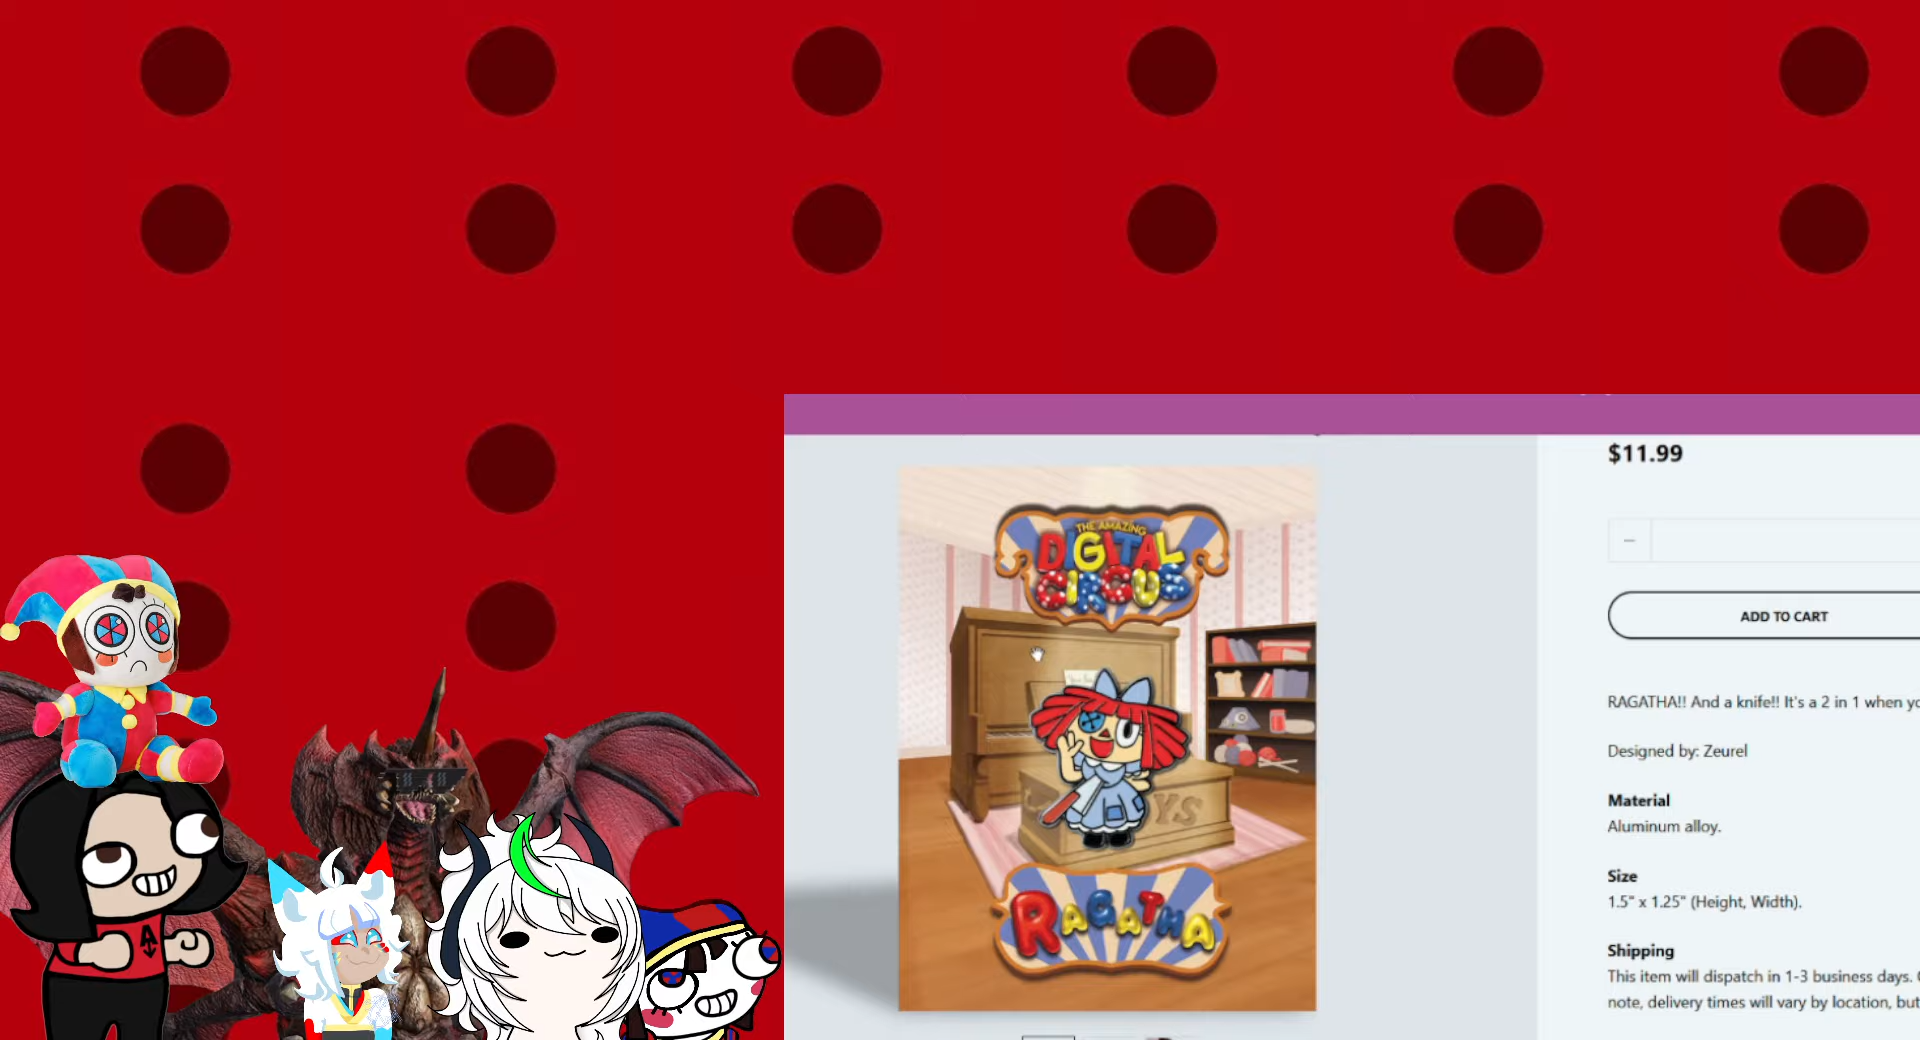 $11.99
THE AMAZING
DIGITAL
CIRCUS
ADD TO CART
RAGATHA!! And a knife!! It's a 2 in 1 when yo
Designed by: Zeurel
YS
Material
Aluminum alloy.
Size
1.5" x 1.25" (Height, Width).
RAGATHA
Shipping
This item will dispatch in 1-3 business days.
note, delivery times will vary by location, but